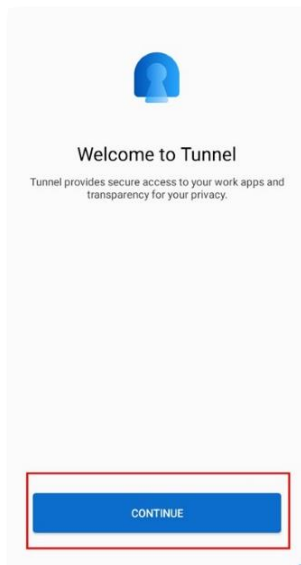 Welcome to Tunnel
Tunnel provides secure access to your work apps and
transparency for your privacy.
CONTINUE